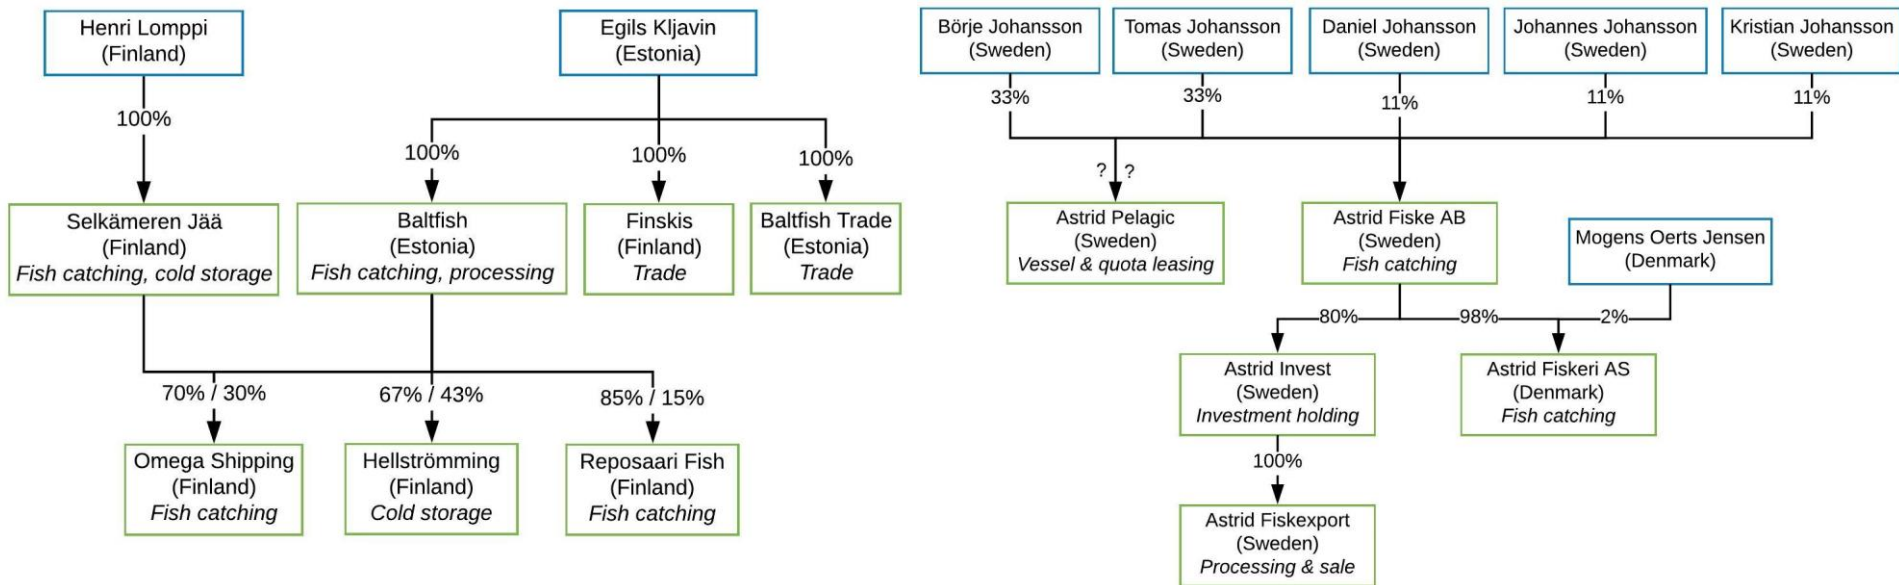 Henri Lomppi
(Finland)
Egils Kljavin
(Estonia)
100%
100%
100%
100%
Selkämeren Jää
(Finland)
Fish catching, cold storage
Baltfish
(Estonia)
Fish catching, processing
Finskis
(Finland)
Trade
Baltfish Trade
(Estonia)
Trade
70% / 30%
67% / 43%
85% / 15%
Omega Shipping
(Finland)
Fish catching
Hellströmming
(Finland)
Cold storage
Reposaari Fish
(Finland)
Fish catching
Börje Johansson
(Sweden)
Tomas Johansson
(Sweden)
Daniel Johansson
(Sweden)
Johannes Johansson
(Sweden)
Kristian Johansson
(Sweden)
33%
33%
11%
11%
11%
? ?
Astrid Pelagic
(Sweden)
Vessel & quota leasing
Astrid Fiske AB
(Sweden)
Fish catching
Mogens Oerts Jensen
(Denmark)
80%
98%
2%
Astrid Invest
(Sweden)
Investment holding
Astrid Fiskeri AS
(Denmark)
Fish catching
100%
Astrid Fiskexport
(Sweden)
Processing & sale